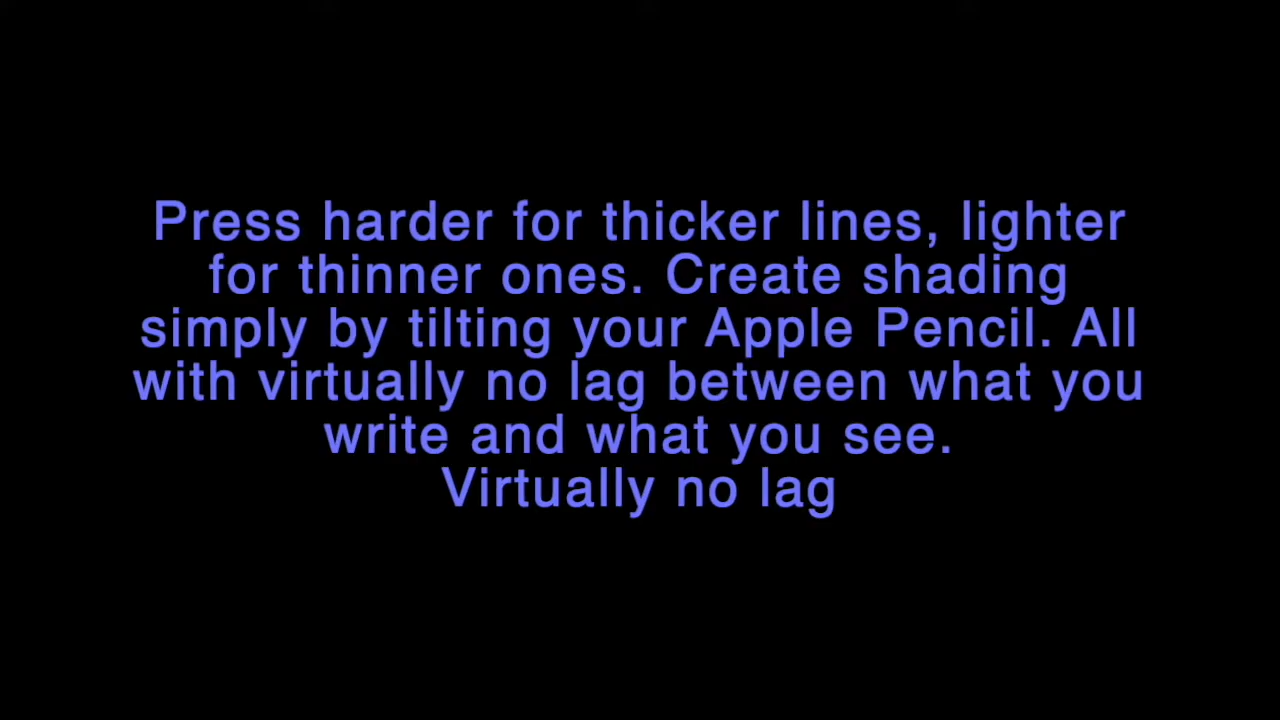 Press harder for thicker lines, lighter
for thinner ones. Create shading
simply by tilting your Apple Pencil. All
with virtually no lag between what you
write and what you see.
Virtually no lag